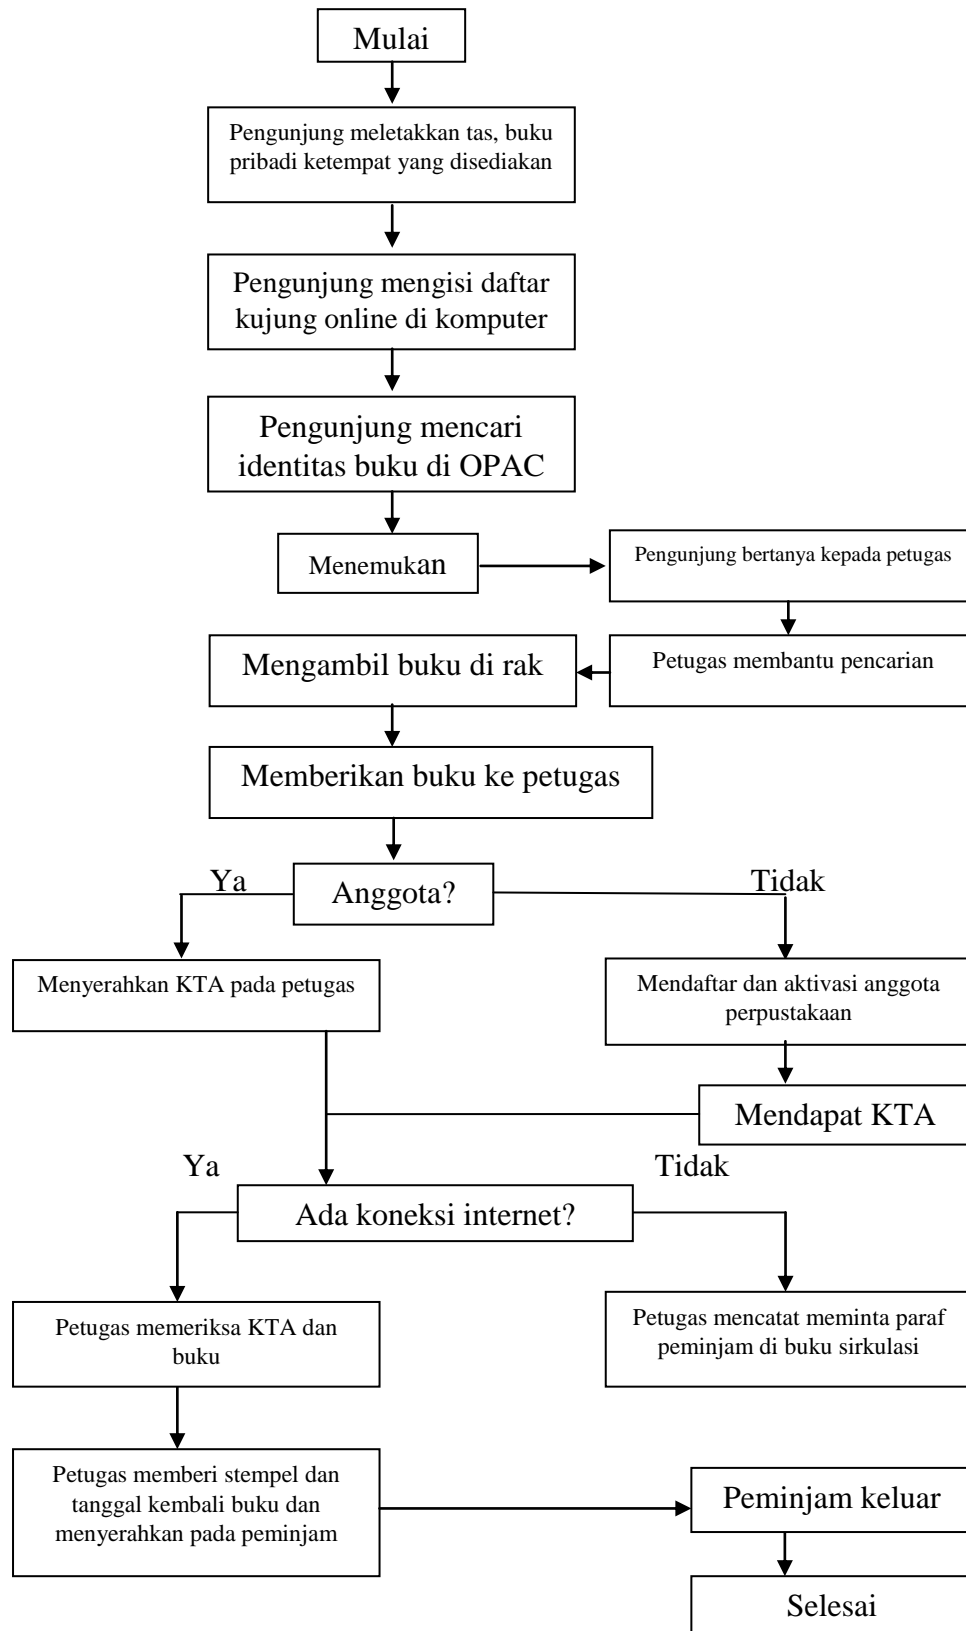 Mulai
Pengunjung meletakkan tas, buku
pribadi ketempat yang disediakan
Pengunjung mengisi daftar
kujung online di komputer
Pengunjung mencari
identitas buku di OPAC
Menemukan
Pengunjung bertanya kepada petugas
Mengambil buku di rak
Petugas membantu pencarian
Memberikan buku ke petugas
Ya
Anggota?
Tidak
Menyerahkan KTA pada petugas
Mendaftar dan aktivasi anggota
perpustakaan
Mendapat KTA
Ya
Tidak
Ada koneksi internet?
Petugas memeriksa KTA dan
buku
Petugas mencatat meminta paraf
peminjam di buku sirkulasi
Petugas memberi stempel dan
tanggal kembali buku dan
menyerahkan pada peminjam
Peminjam keluar
Selesai